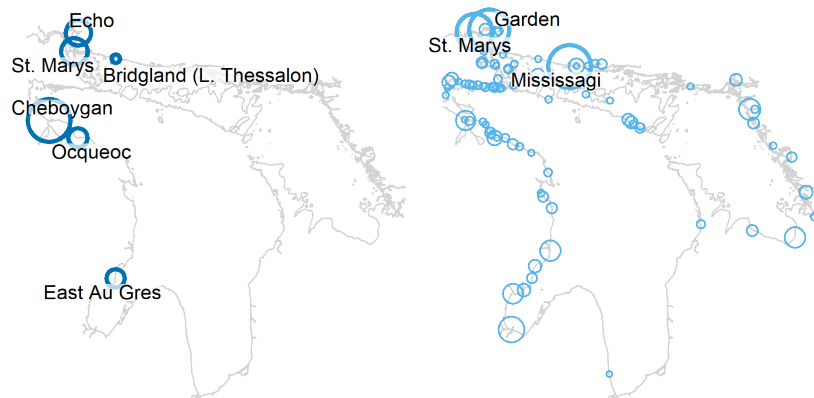 Echo
St. Marys
Bridgland (L. Thessalon)
Cheboygan
Ocqueoc
East Au Gres
Garden
St. Marys
Mississagi